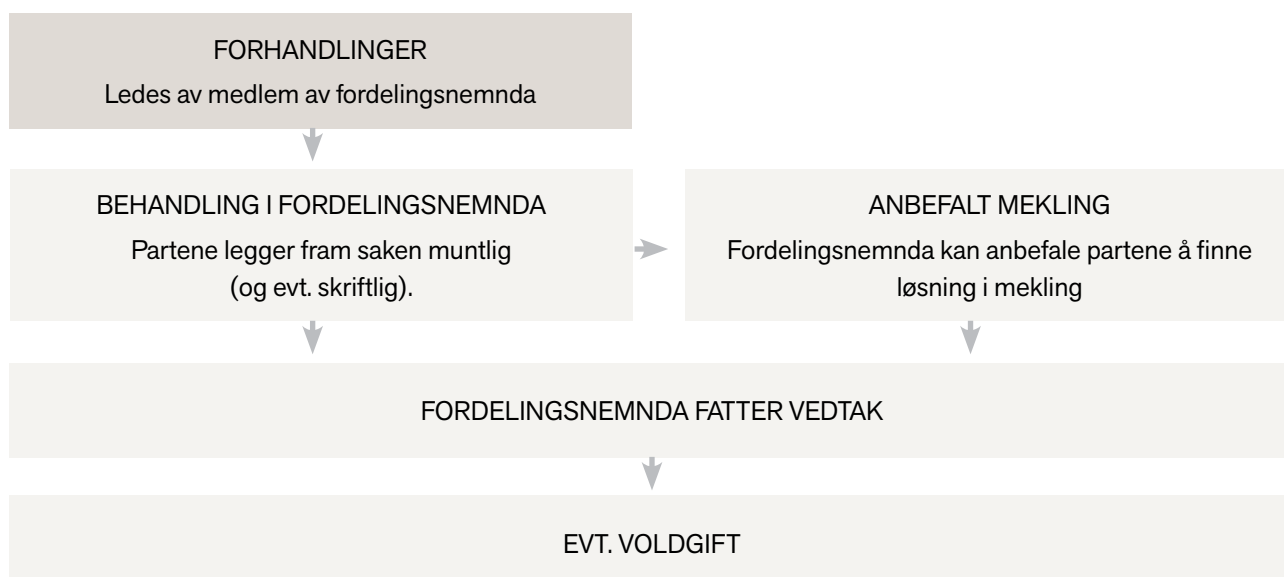 FORHANDLINGER
Ledes av medlem av fordelingsnemnda
BEHANDLING I FORDELINGSNEMNDA
Partene legger fram saken muntlig
(og evt. skriftlig).
ANBEFALT MEKLING
Fordelingsnemnda kan anbefale partene å finne
løsning i mekling
FORDELINGSNEMNDA FATTER VEDTAK
EVT. VOLDGIFT